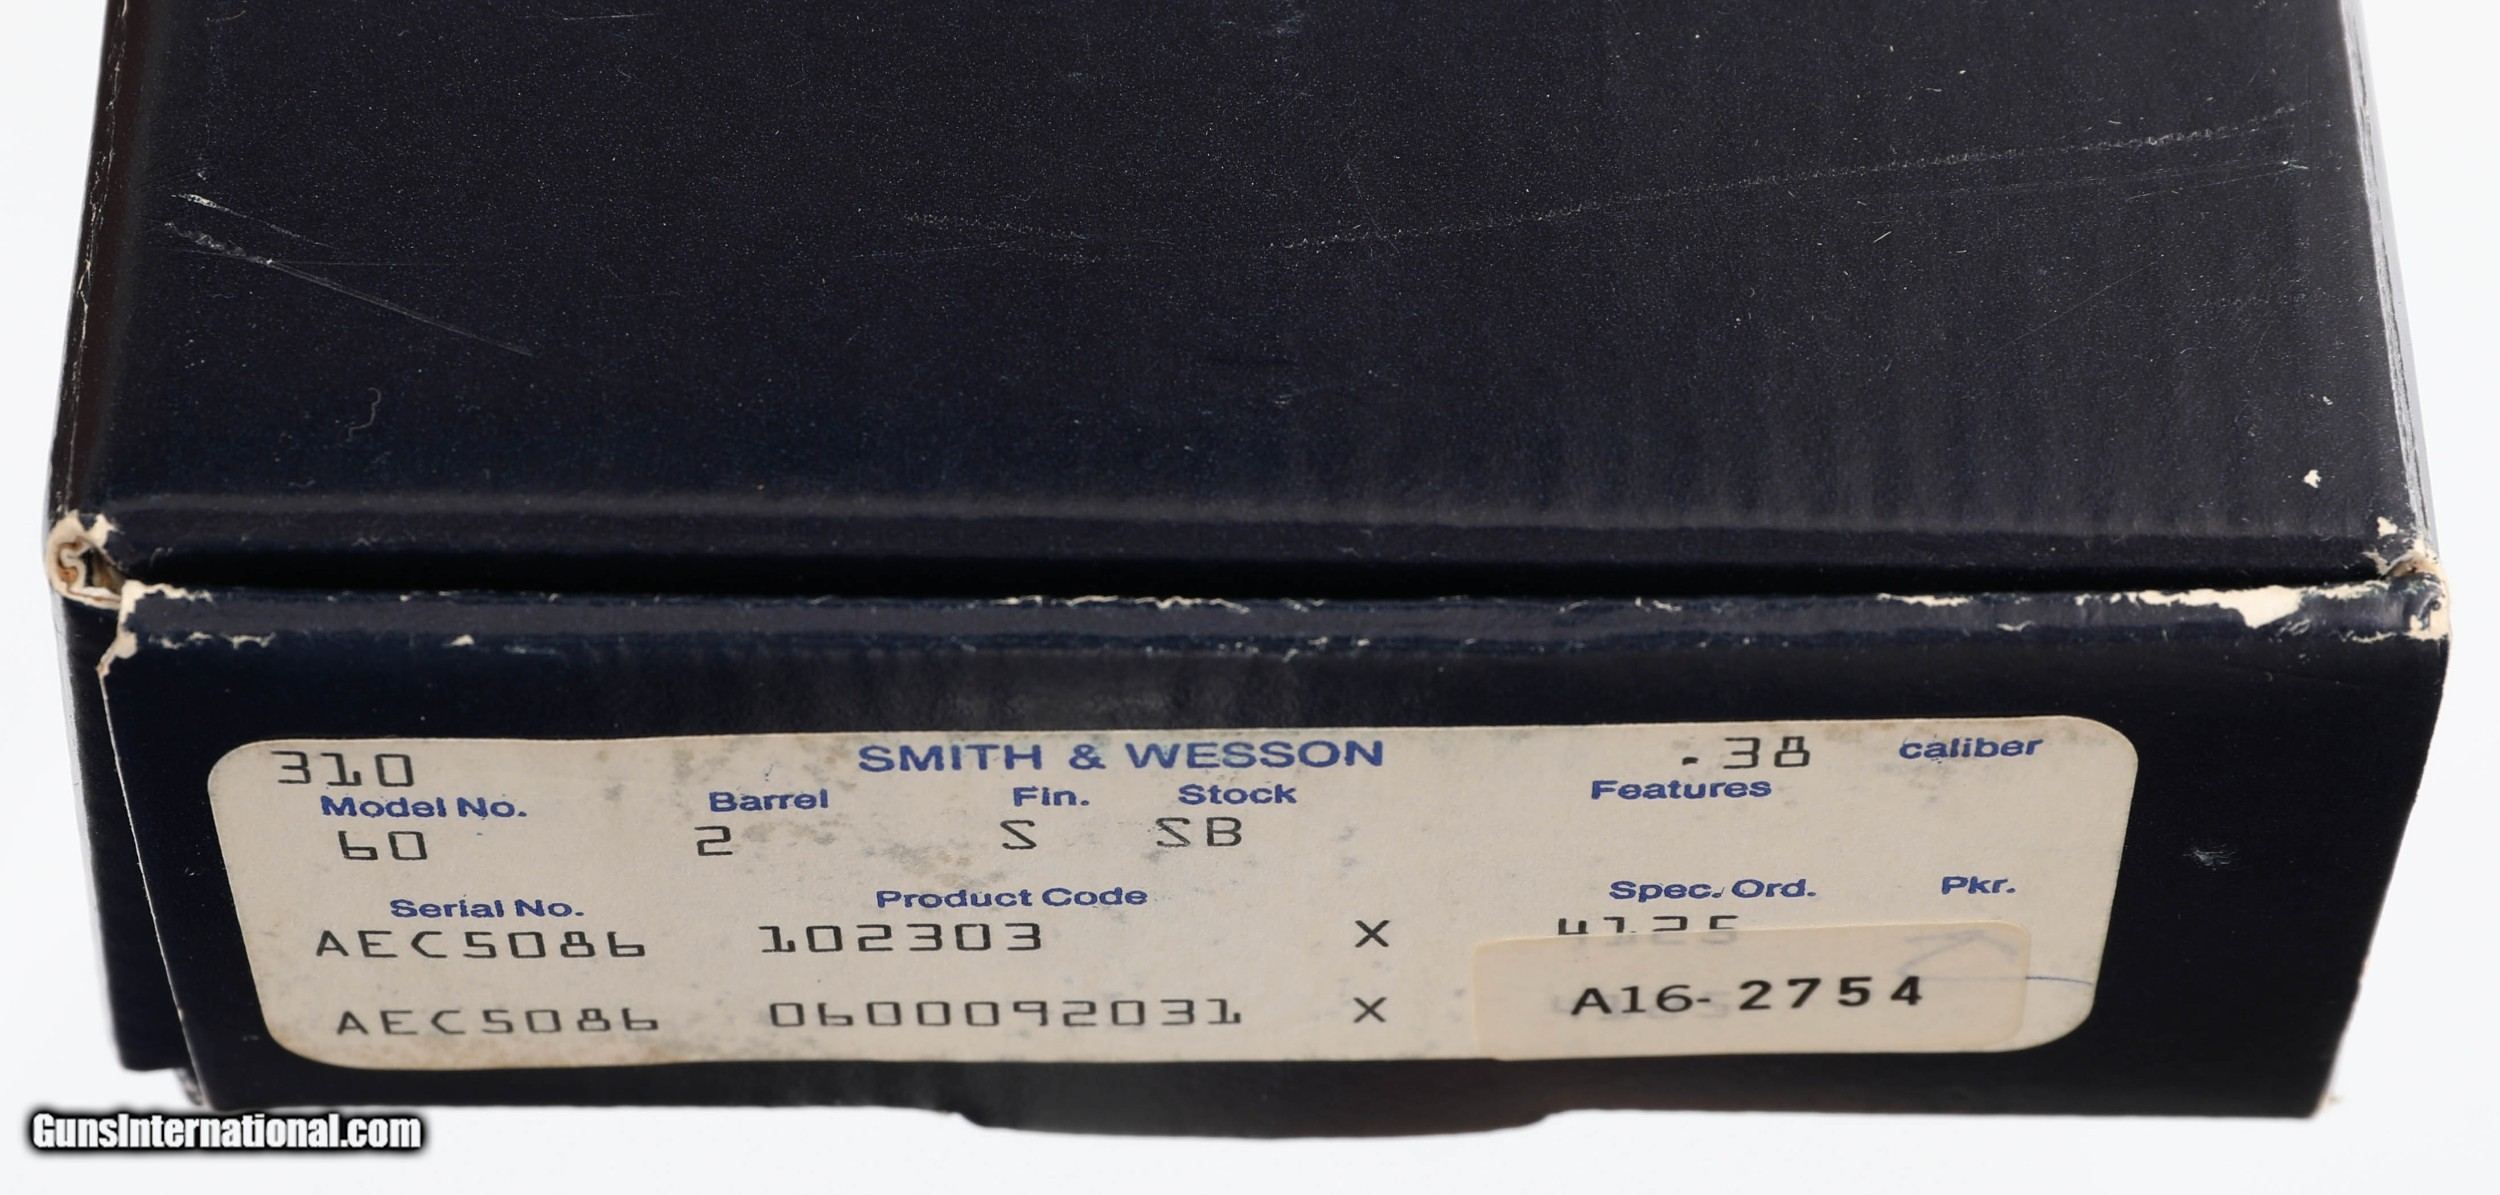 310 SMITH & WESSON .38 caliber
Model No. Barrel Fin. Stock Features
60 2 S SB
Serial No. Product Code Spec. Ord. Pkr.
AEC5086 102303 X 4125
AEC5086 0600092031 X A16-2754
GunsInternational.com